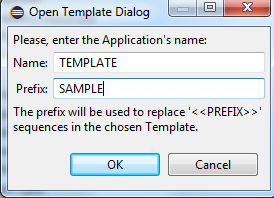 Open Template Dialog
Please, enter the Application's name:
Name: TEMPLATE
Prefix: SAMPLE
The prefix will be used to replace '<<PREFIX>>'
sequences in the chosen Template.
OK Cancel